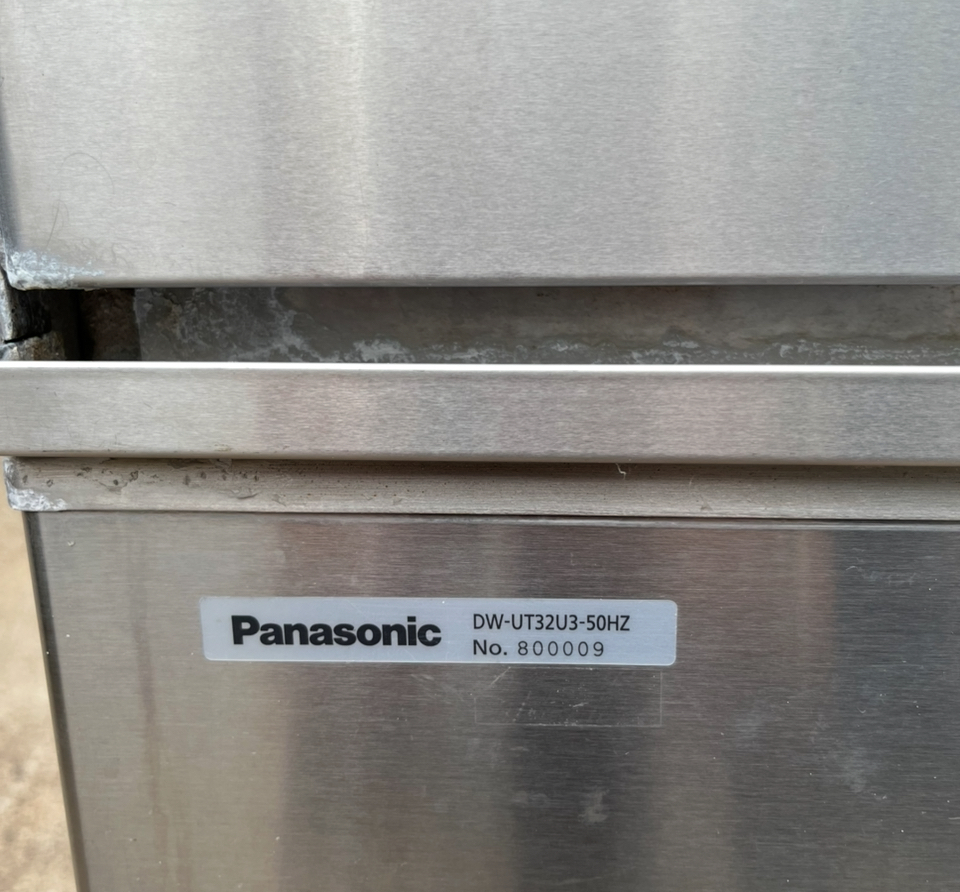 Panasonic
DW-UT32U3-50HZ
No. 800009